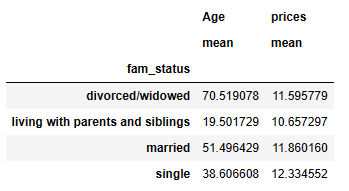 Age prices
mean mean
fam_status
divorced/widowed 70.519078 11.595779
living with parents and siblings 19.501729 10.657297
married 51.496429 11.860160
single 38.606608 12.334552